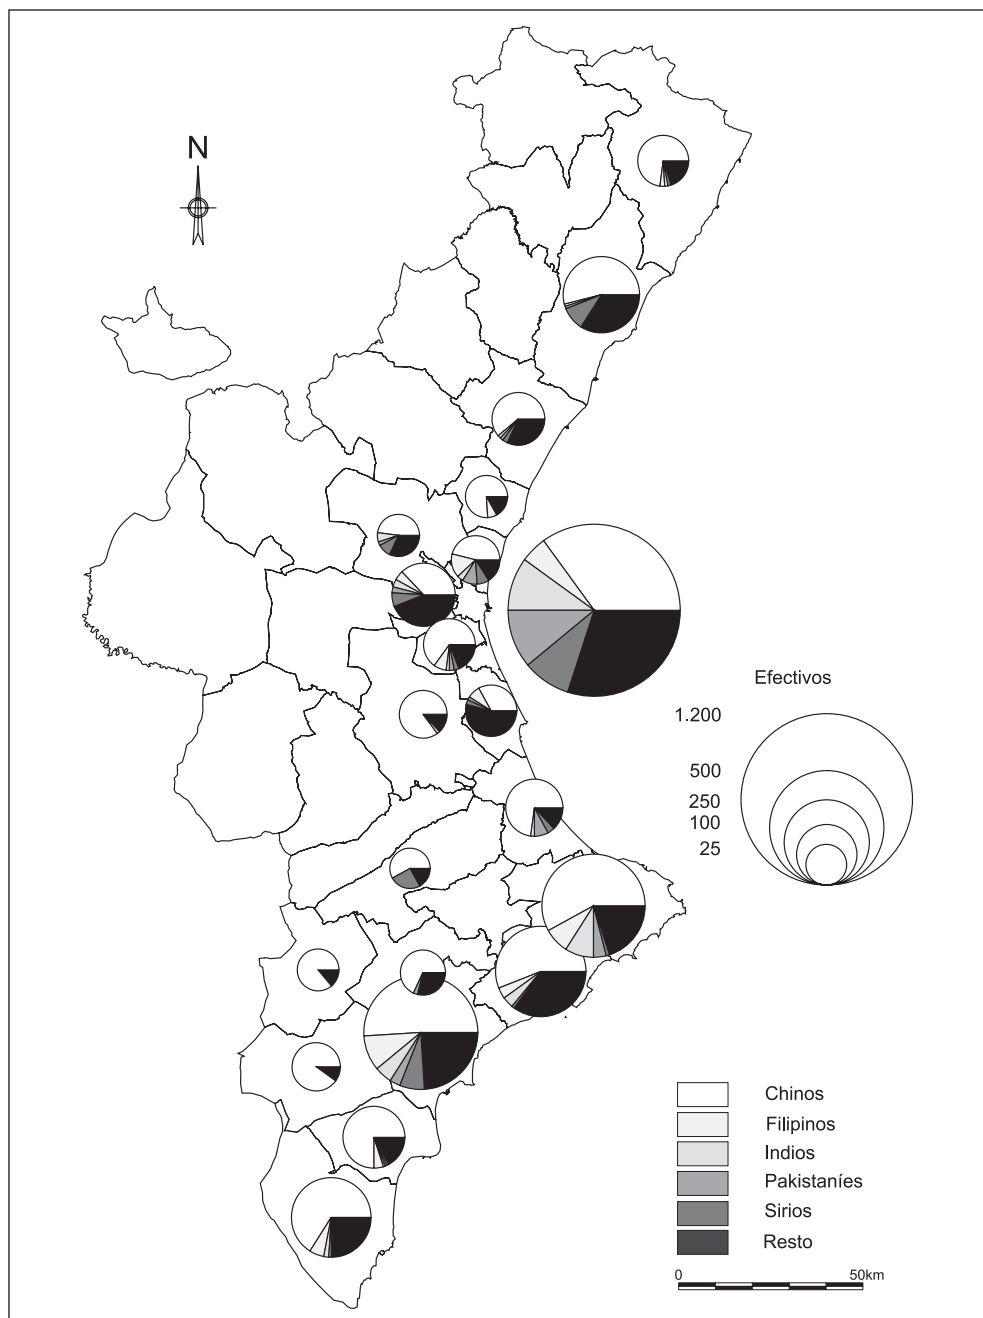 N
Efectivos
1.200
500
250
100
25
Chinos
Filipinos
Indios
Pakistaníes
Sirios
Resto
0 50km